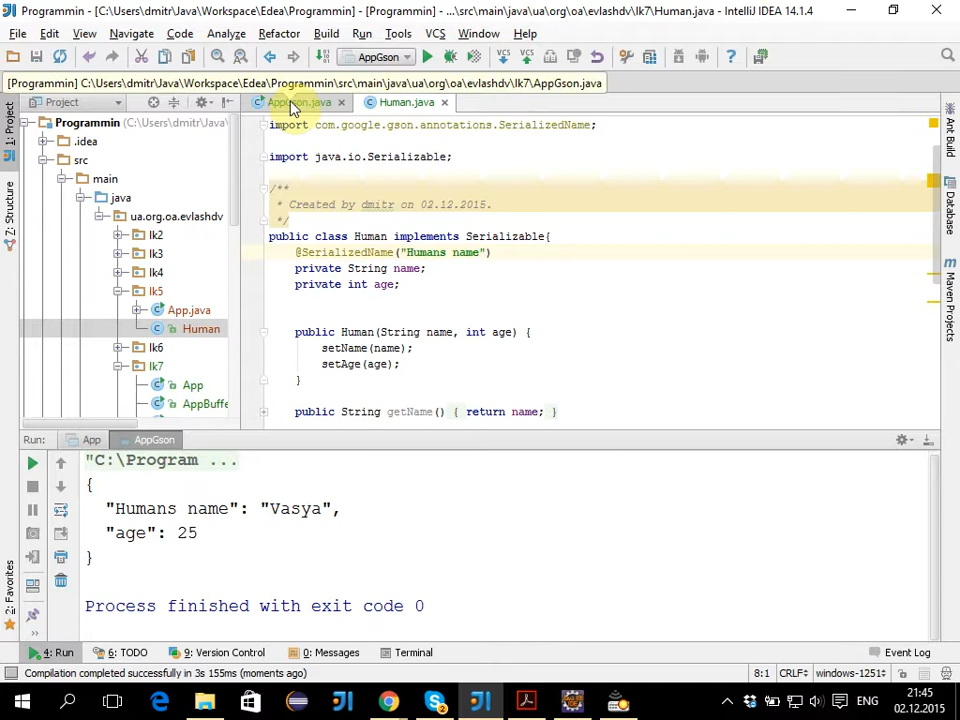 Programmin - [C:\Users\dmitr\Java\Workspace\Edea\Programmin] - [Programmin] - ...\src\main\java\ua\org\oa\evlashdv\lk7\Human.java - IntelliJ IDEA 14.1.4
File Edit View Navigate Code Analyze Refactor Build Run Tools VCS Window Help
AppGson
[Programmin] C:\Users\dmitr\Java\Workspace\Edea\Programmin\src\main\java\ua\org\oa\evlashdv\lk7\AppGson.java
Project
AppGson.java
Human.java
1: Project
Z: Structure
2: Favorites
Ant Build
Database
Maven Projects
Programmin (C:\Users\dmitr\Java\
.idea
src
main
java
ua.org.oa.evlashdv
lk2
lk3
lk4
lk5
App.java
Human
lk6
lk7
App
AppBuffe
import com.google.gson.annotations.SerializedName;
import java.io.Serializable;
/**
* Created by dmitr on 02.12.2015.
*/
public class Human implements Serializable{
@SerializedName("Humans name")
private String name;
private int age;
public Human(String name, int age) {
setName(name);
setAge(age);
}
public String getName() { return name; }
Run: App AppGson
"C:\Program ...
{
"Humans name": "Vasya",
"age": 25
}
Process finished with exit code 0
4: Run 6: TODO 9: Version Control 0: Messages Terminal Event Log
Compilation completed successfully in 3s 155ms (moments ago) 8:1 CRLF windows-1251
ENG
21:45
02.12.2015